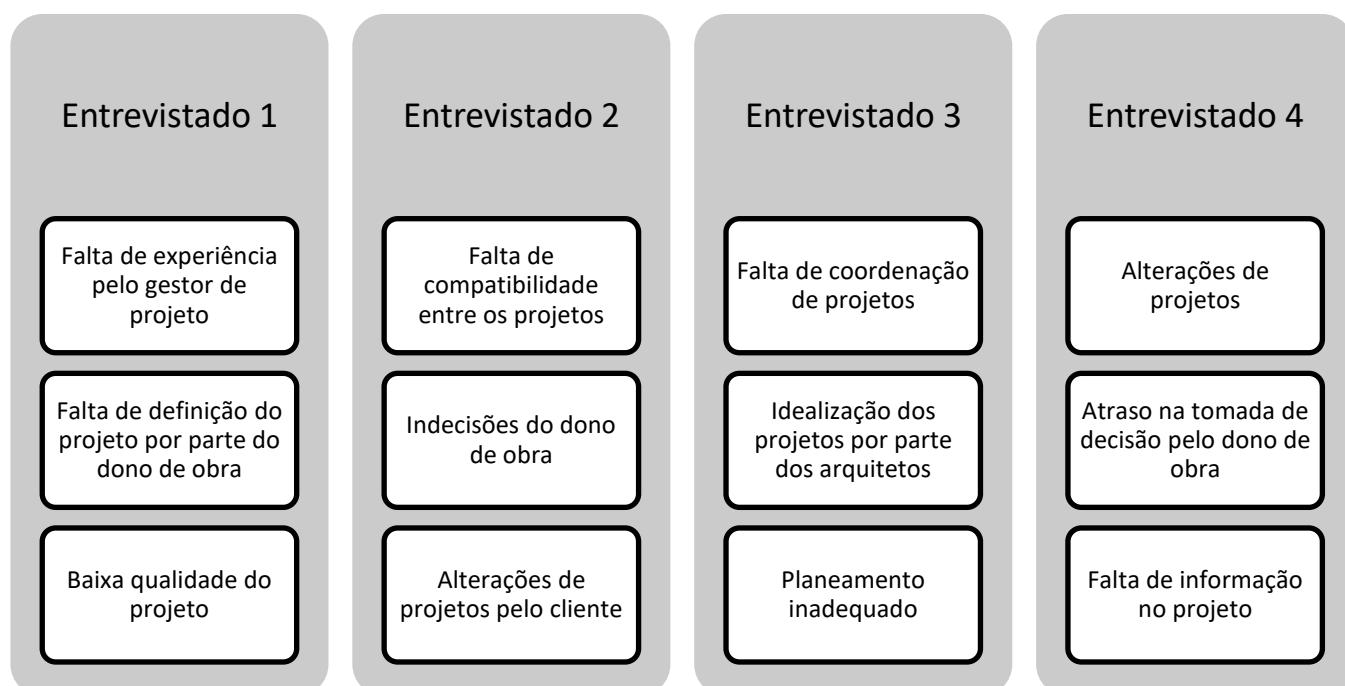 Entrevistado 1
Falta de experiência
pelo gestor de
projeto
Falta de definição do
projeto por parte do
dono de obra
Baixa qualidade do
projeto
Entrevistado 2
Falta de
compatibilidade
entre os projetos
Indecisões do dono
de obra
Alterações de
projetos pelo cliente
Entrevistado 3
Falta de coordenação
de projetos
Idealização dos
projetos por parte
dos arquitetos
Planeamento
inadequado
Entrevistado 4
Alterações de
projetos
Atraso na tomada de
decisão pelo dono de
obra
Falta de informação
no projeto